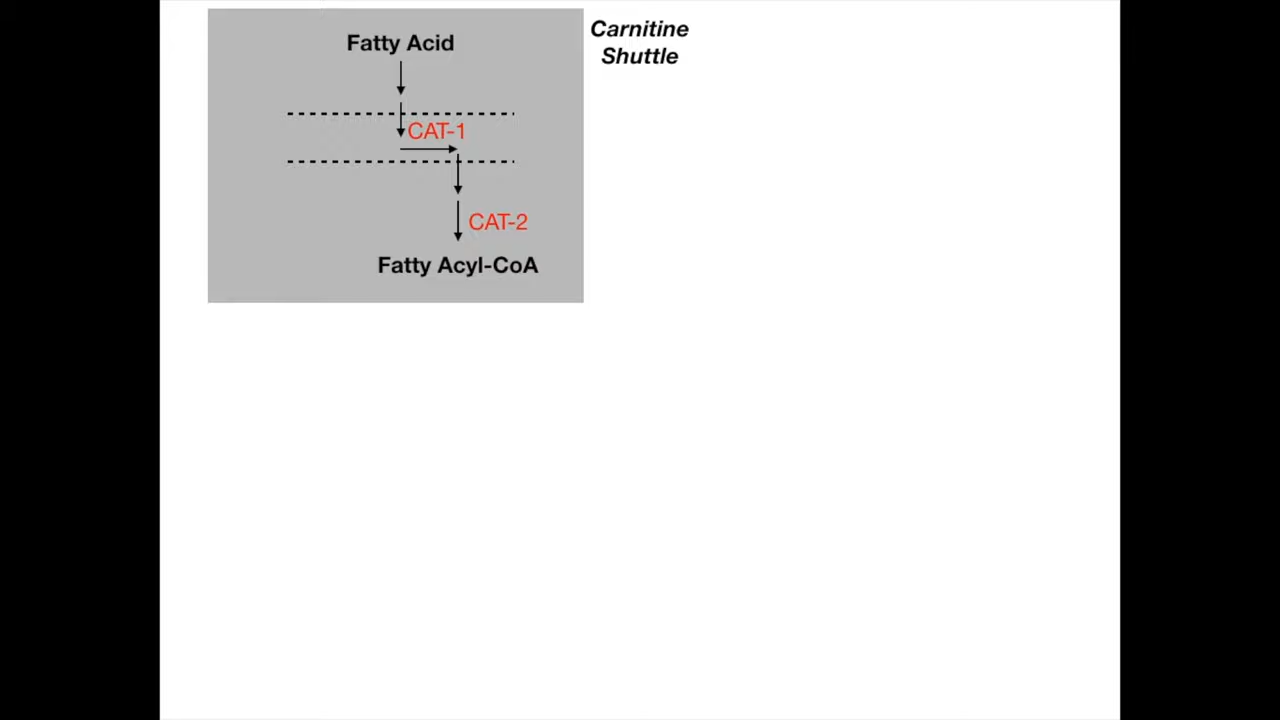 Fatty Acid
Carnitine
Shuttle
CAT-1
CAT-2
Fatty Acyl-CoA